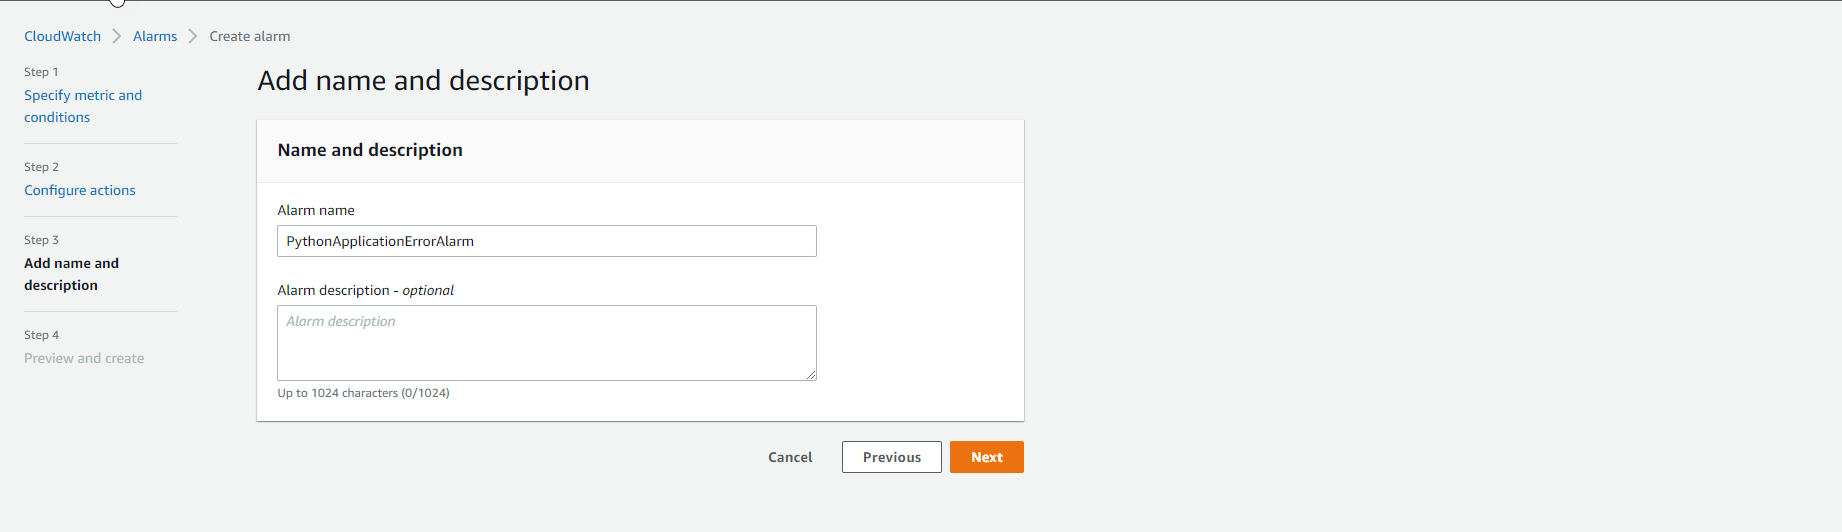 CloudWatch > Alarms > Create alarm
Step 1
Specify metric and
conditions
Step 2
Configure actions
Step 3
Add name and
description
Step 4
Preview and create
Add name and description
Name and description
Alarm name
PythonApplicationErrorAlarm
Alarm description - optional
Alarm description
Up to 1024 characters (0/1024)
Cancel Previous Next